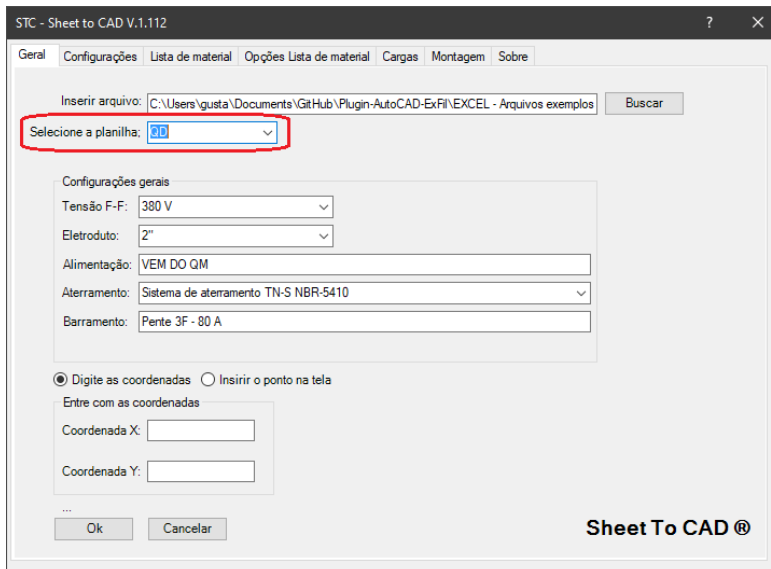 STC - Sheet to CAD V.1.112 ? X
Geral Configurações Lista de material Opções Lista de material Cargas Montagem Sobre
Inserir arquivo: C:\Users\gusta\Documents\GitHub\Plugin-AutoCAD-ExFil\EXCEL - Arquivos exemplos Buscar
Selecione a planilha: QD
Configurações gerais
Tensão F-F: 380 V
Eletroduto: 2"
Alimentação: VEM DO QM
Aterramento: Sistema de aterramento TN-S NBR-5410
Barramento: Pente 3F - 80 A
Digite as coordenadas Insirir o ponto na tela
Entre com as coordenadas
Coordenada X:
Coordenada Y:
...
Ok Cancelar Sheet To CAD ®